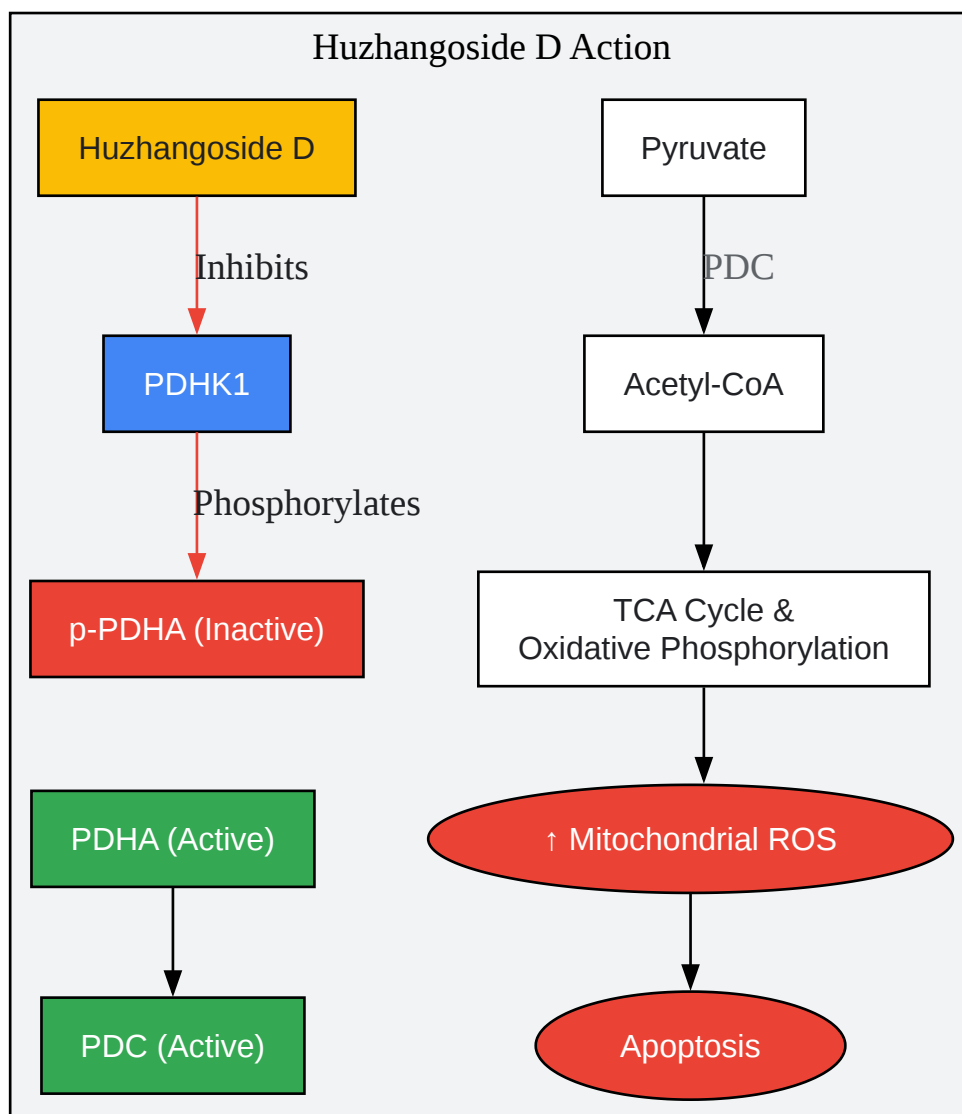 Huzhangoside D Action
Huzhangoside D
Inhibits
PDHK1
Phosphorylates
p-PDHA (Inactive)
PDHA (Active)
PDC (Active)
Pyruvate
PDC
Acetyl-CoA
TCA Cycle &
Oxidative Phosphorylation
↑ Mitochondrial ROS
Apoptosis